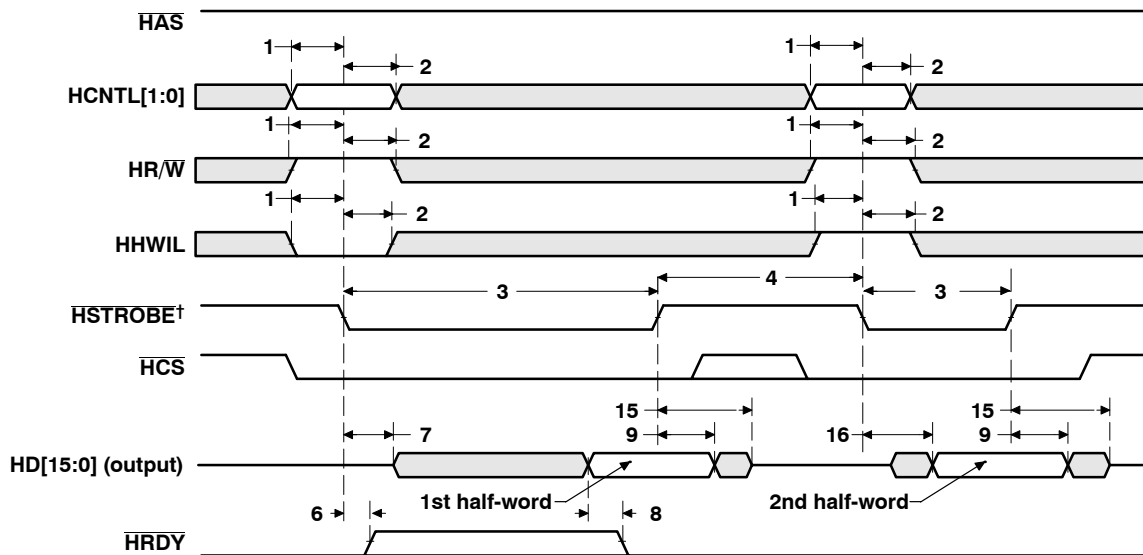 HAS
1 1
2 2
HCNTL[1:0]
1 1
2 2
HR/W
1 1
2 2
HHWIL
4
3 3
HSTROBE†
HCS
15 15
7 9 16 9
HD[15:0] (output)
1st half-word 2nd half-word
6 8
HRDY